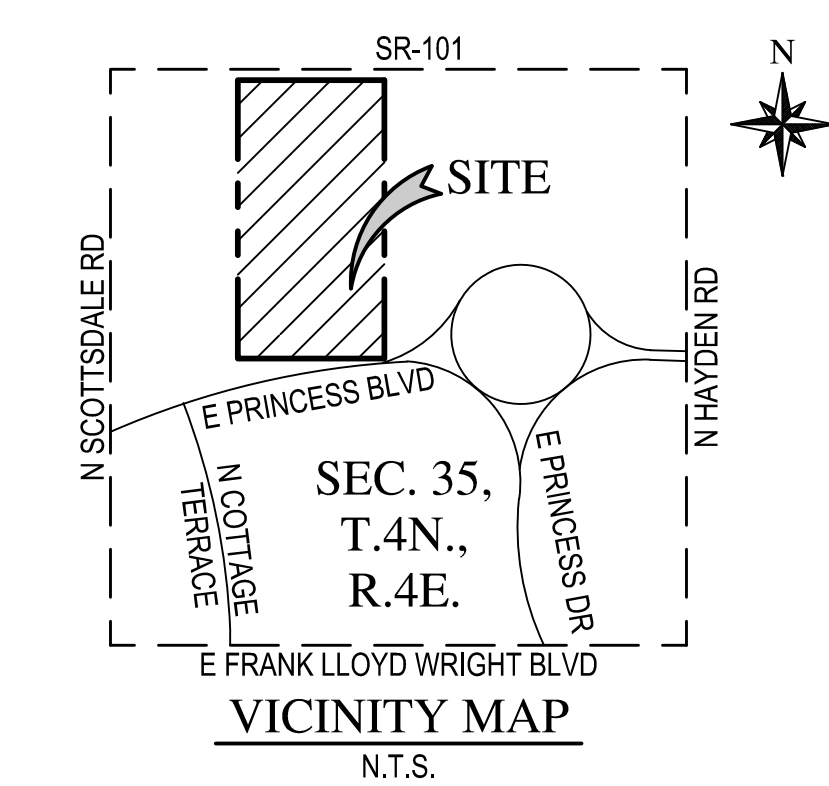 SR-101
N
SITE
N SCOTTSDALE RD
N HAYDEN RD
E PRINCESS BLVD
N COTTAGE
TERRACE
SEC. 35,
T.4N.,
R.4E.
E PRINCESS DR
E FRANK LLOYD WRIGHT BLVD
VICINITY MAP
N.T.S.